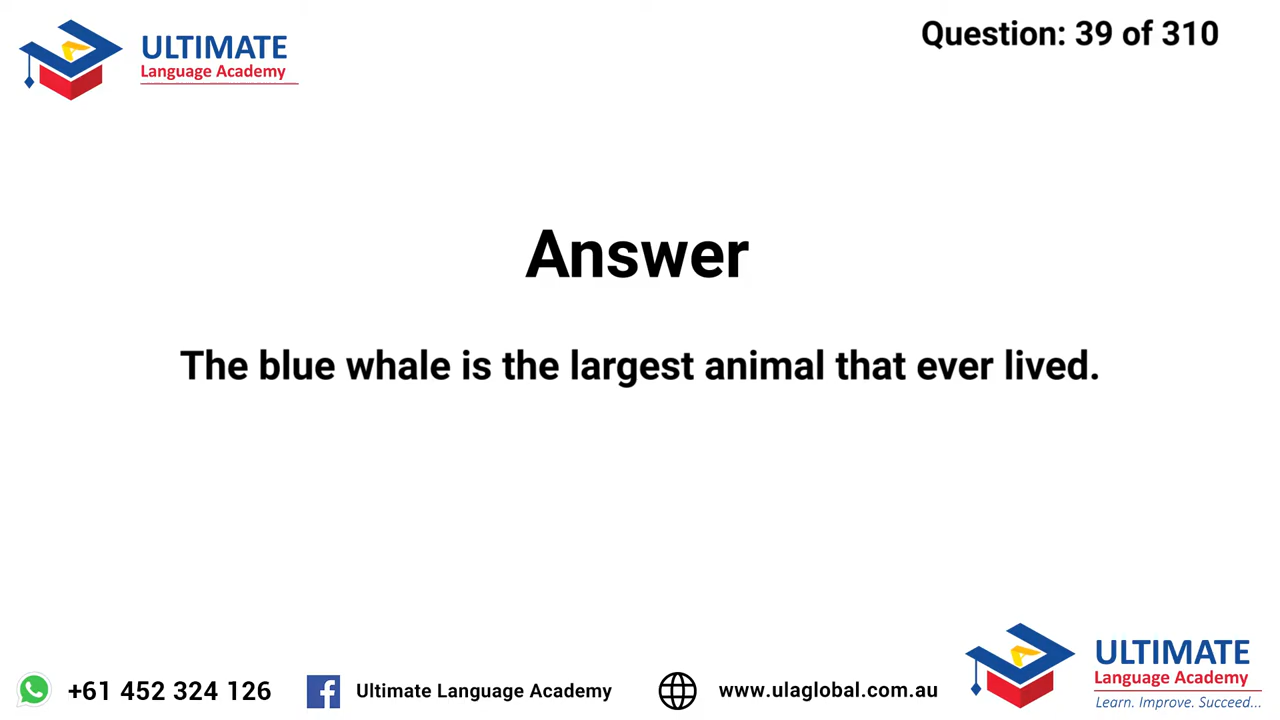 ULTIMATE
Language Academy
Question: 39 of 310
Answer
The blue whale is the largest animal that ever lived.
+61 452 324 126
Ultimate Language Academy
www.ulaglobal.com.au
ULTIMATE
Language Academy
Learn. Improve. Succeed...